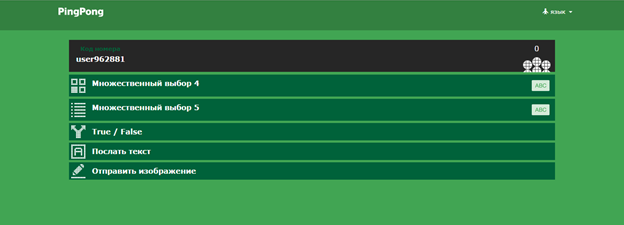 PingPong
язык
Код номера
0
user962881
Множественный выбор 4
ABC
Множественный выбор 5
ABC
True / False
Послать текст
Отправить изображение